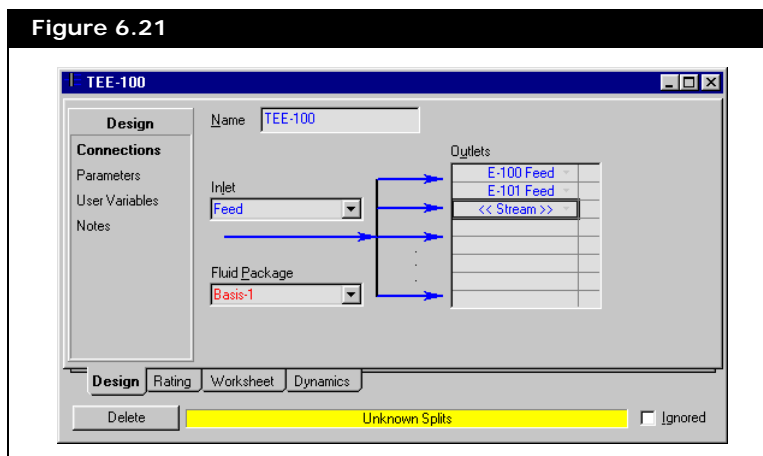 Figure 6.21
TEE-100
Design
Connections
Parameters
User Variables
Notes
Name TEE-100
Inlet
Feed
Fluid Package
Basis-1
Outlets
E-100 Feed
E-101 Feed
<< Stream >>
Design Rating Worksheet Dynamics
Delete Unknown Splits Ignored